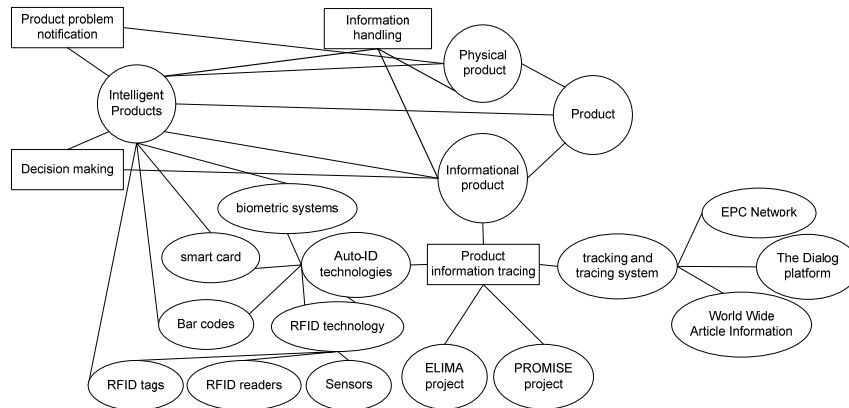 Product problem
notification
Information
handling
Physical
product
Intelligent
Products
Product
Decision making
Informational
product
biometric systems
EPC Network
smart card
Auto-ID
technologies
Product
information tracing
tracking and
tracing system
The Dialog
platform
Bar codes
RFID technology
World Wide
Article Information
RFID tags
RFID readers
Sensors
ELIMA
project
PROMISE
project